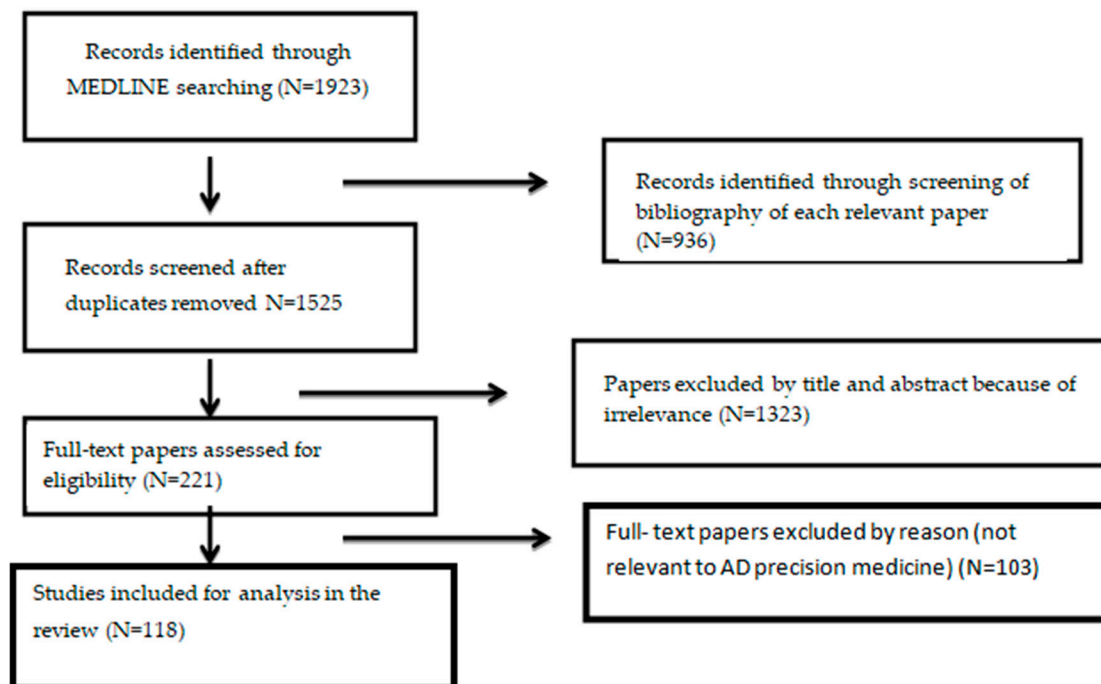 Records identified through
MEDLINE searching (N=1923)
Records identified through screening of
bibliography of each relevant paper
(N=936)
Records screened after
duplicates removed N=1525
Papers excluded by title and abstract because of
irrelevance (N=1323)
Full-text papers assessed for
eligibility (N=221)
Full- text papers excluded by reason (not
relevant to AD precision medicine) (N=103)
Studies included for analysis in the
review (N=118)